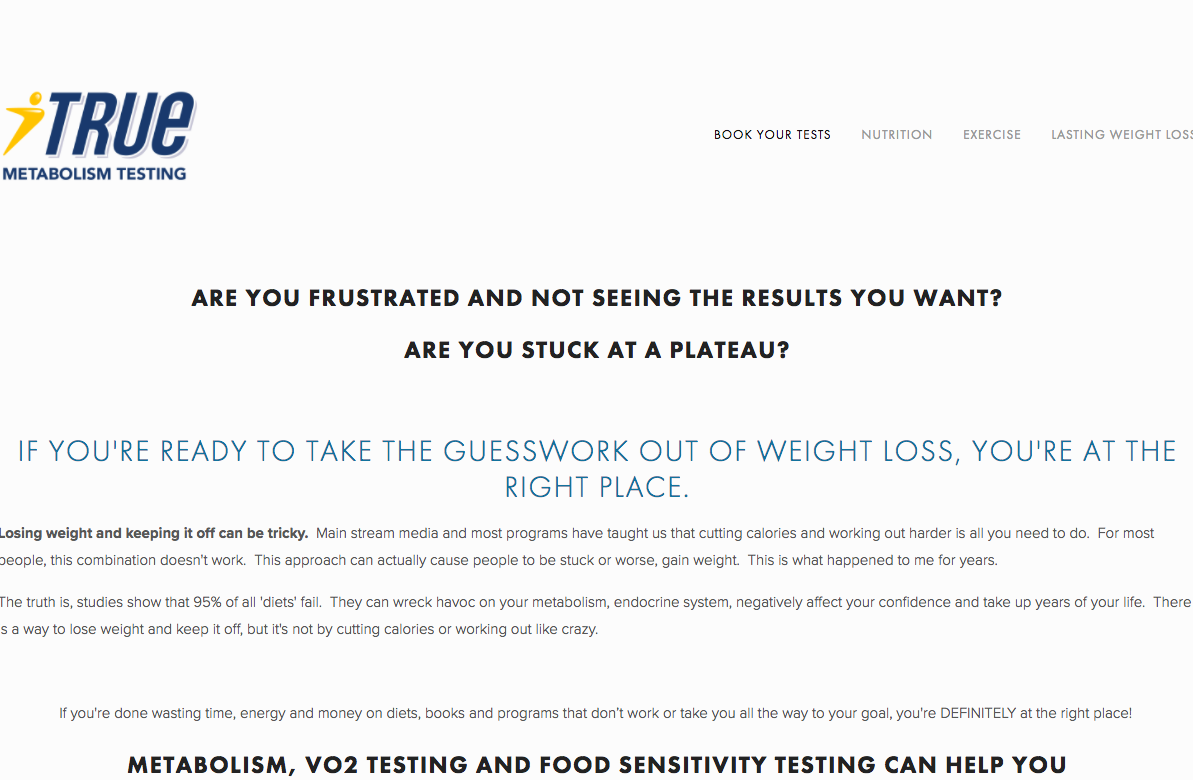 TRUe
METABOLISM TESTING
BOOK YOUR TESTS NUTRITION EXERCISE LASTING WEIGHT LOSS
ARE YOU FRUSTRATED AND NOT SEEING THE RESULTS YOU WANT?
ARE YOU STUCK AT A PLATEAU?
IF YOU'RE READY TO TAKE THE GUESSWORK OUT OF WEIGHT LOSS, YOU'RE AT THE
RIGHT PLACE.
Losing weight and keeping it off can be tricky. Main stream media and most programs have taught us that cutting calories and working out harder is all you need to do. For most
people, this combination doesn't work. This approach can actually cause people to be stuck or worse, gain weight. This is what happened to me for years.
The truth is, studies show that 95% of all 'diets' fail. They can wreck havoc on your metabolism, endocrine system, negatively affect your confidence and take up years of your life. There
is a way to lose weight and keep it off, but it's not by cutting calories or working out like crazy.
If you're done wasting time, energy and money on diets, books and programs that don't work or take you all the way to your goal, you're DEFINITELY at the right place!
METABOLISM, VO2 TESTING AND FOOD SENSITIVITY TESTING CAN HELP YOU